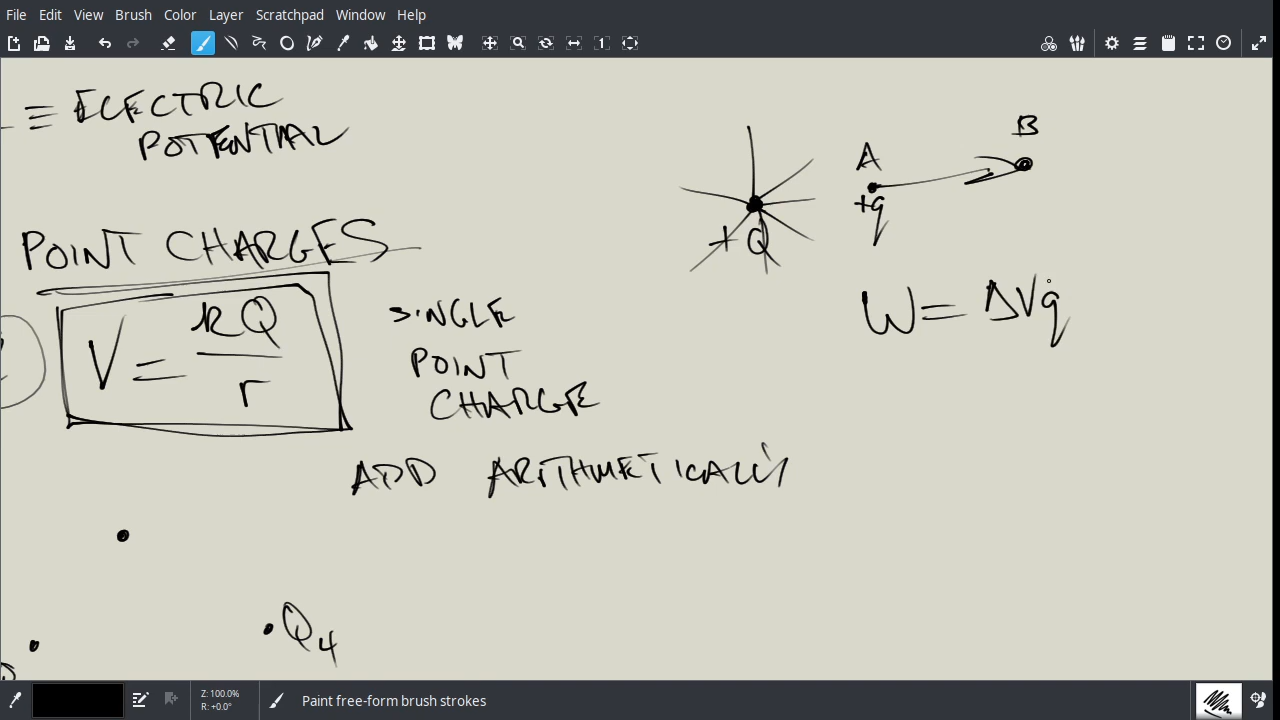 File Edit View Brush Color Layer Scratchpad Window Help
≡ ELECTRIC
POTENTIAL
POINT CHARGES
V = kQ
r
SINGLE
POINT
CHARGE
ADD ARITHMETICALLY
Q4
+Q
A
+q
B
W = ΔVq
Z: 100.0%
R: +0.0°
Paint free-form brush strokes